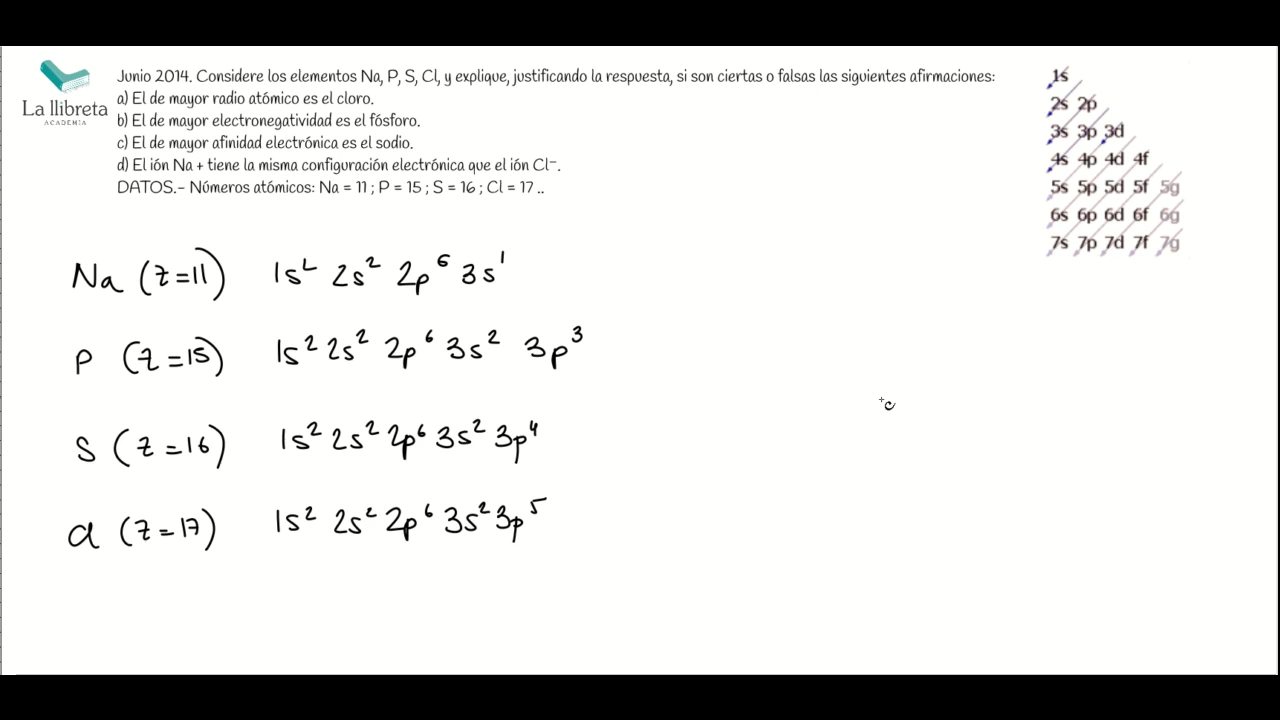 La llibreta
ACADEMIA
Junio 2014. Considere los elementos Na, P, S, Cl, y explique, justificando la respuesta, si son ciertas o falsas las siguientes afirmaciones:
a) El de mayor radio atómico es el cloro.
b) El de mayor electronegatividad es el fósforo.
c) El de mayor afinidad electrónica es el sodio.
d) El ión Na + tiene la misma configuración electrónica que el ión Cl⁻.
DATOS.- Números atómicos: Na = 11 ; P = 15 ; S = 16 ; Cl = 17 ..
1s
2s 2p
3s 3p 3d
4s 4p 4d 4f
5s 5p 5d 5f 5g
6s 6p 6d 6f 6g
7s 7p 7d 7f 7g
Na (z=11) 1s² 2s² 2p⁶ 3s¹
P (z=15) 1s² 2s² 2p⁶ 3s² 3p³
S (z=16) 1s² 2s² 2p⁶ 3s² 3p⁴
Cl (z=17) 1s² 2s² 2p⁶ 3s² 3p⁵